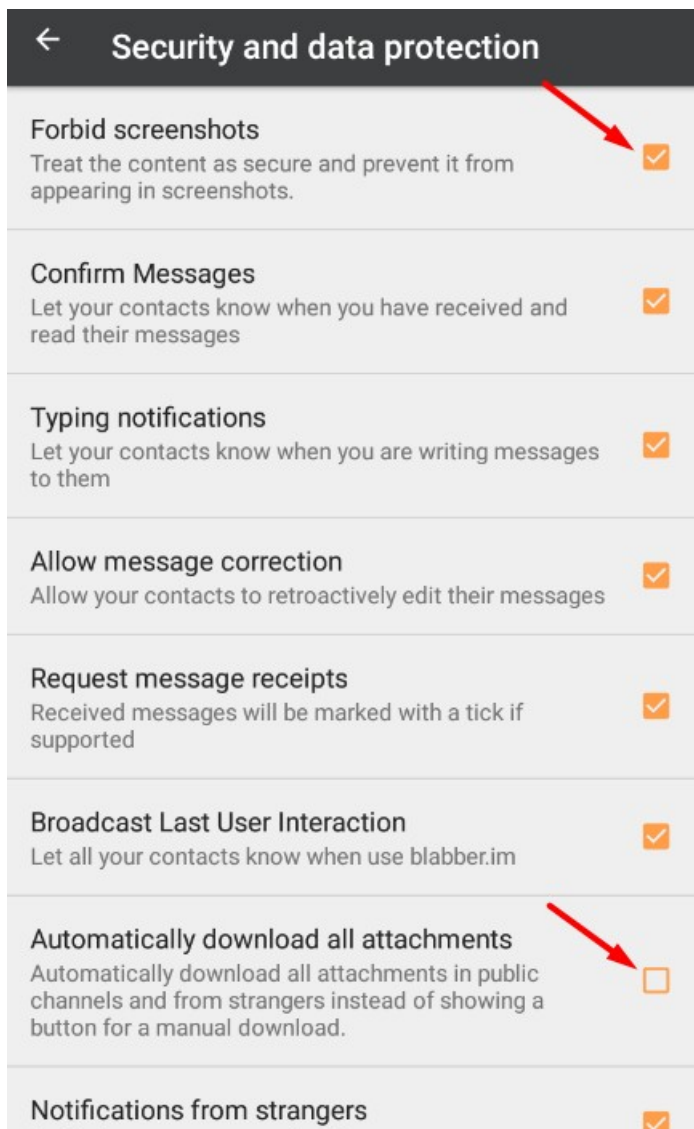 Security and data protection
Forbid screenshots
Treat the content as secure and prevent it from
appearing in screenshots.
Confirm Messages
Let your contacts know when you have received and
read their messages
Typing notifications
Let your contacts know when you are writing messages
to them
Allow message correction
Allow your contacts to retroactively edit their messages
Request message receipts
Received messages will be marked with a tick if
supported
Broadcast Last User Interaction
Let all your contacts know when use blabber.im
Automatically download all attachments
Automatically download all attachments in public
channels and from strangers instead of showing a
button for a manual download.
Notifications from strangers